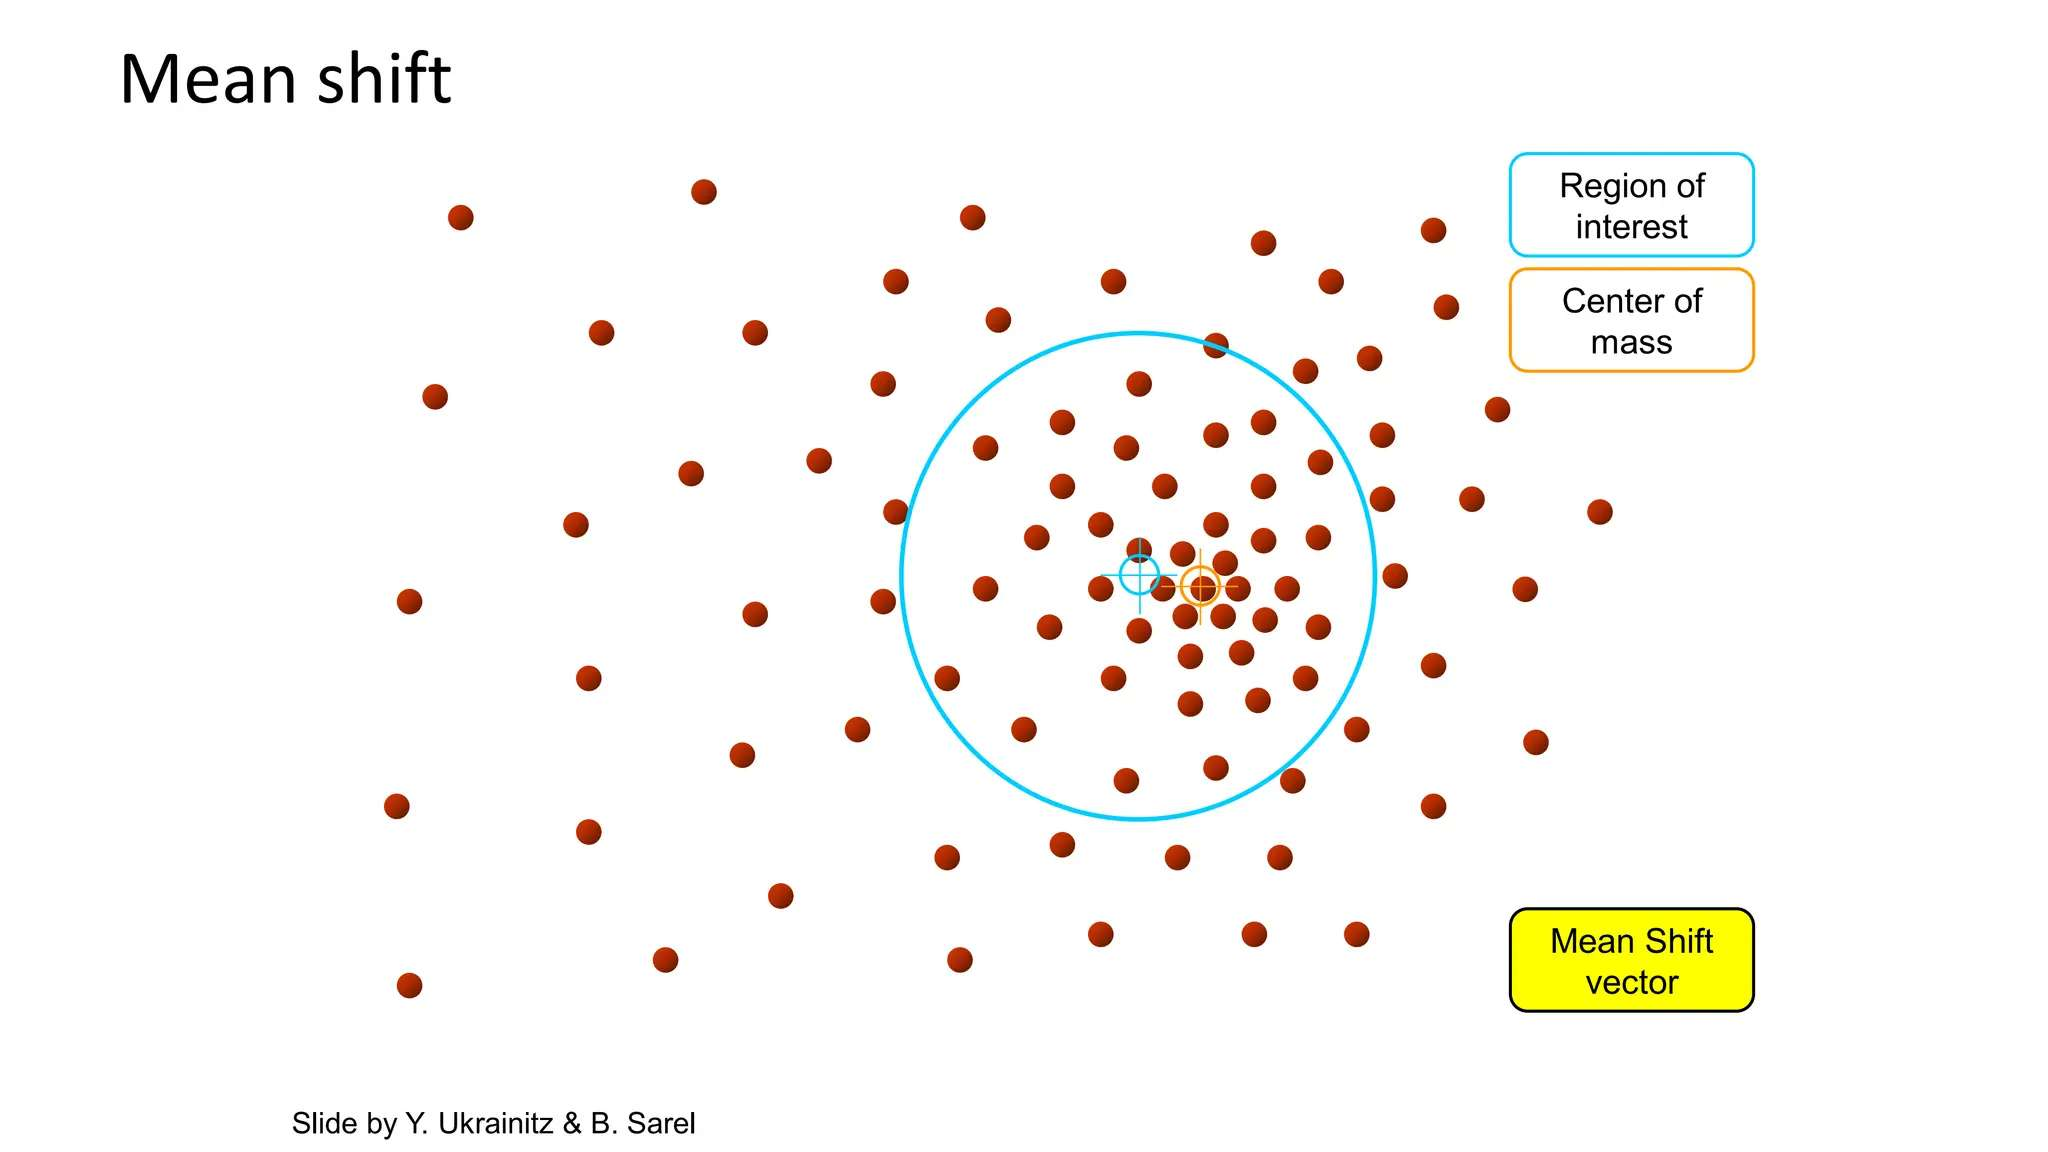 Mean shift
Region of
interest
Center of
mass
Mean Shift
vector
Slide by Y. Ukrainitz & B. Sarel